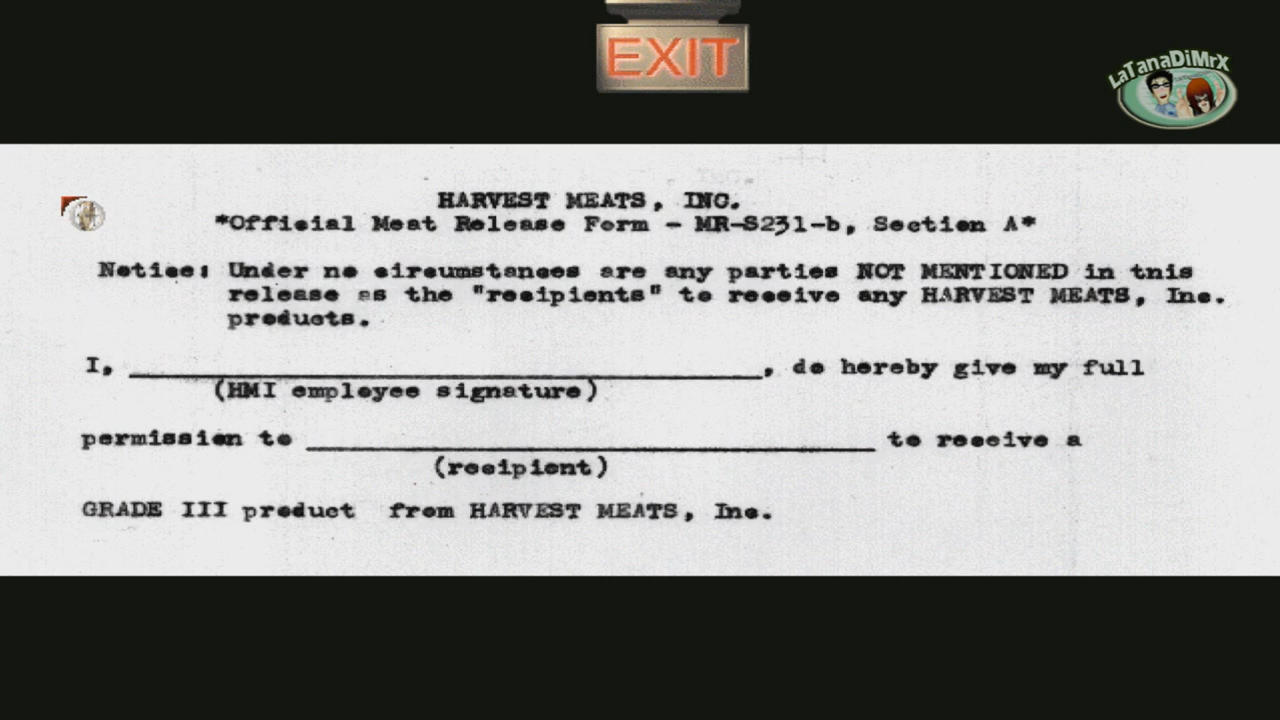 EXIT
LaTanaDiMrX
HARVEST MEATS, INC.
*Official Meat Release Form - MR-S231-b, Section A*
Notice: Under no circumstances are any parties NOT MENTIONED in tnis
release as the "recipients" to receive any HARVEST MEATS, Inc.
products.
I, ______________________________, do hereby give my full
(HMI employee signature)
permission to ______________________________ to receive a
(recipient)
GRADE III product from HARVEST MEATS, Inc.